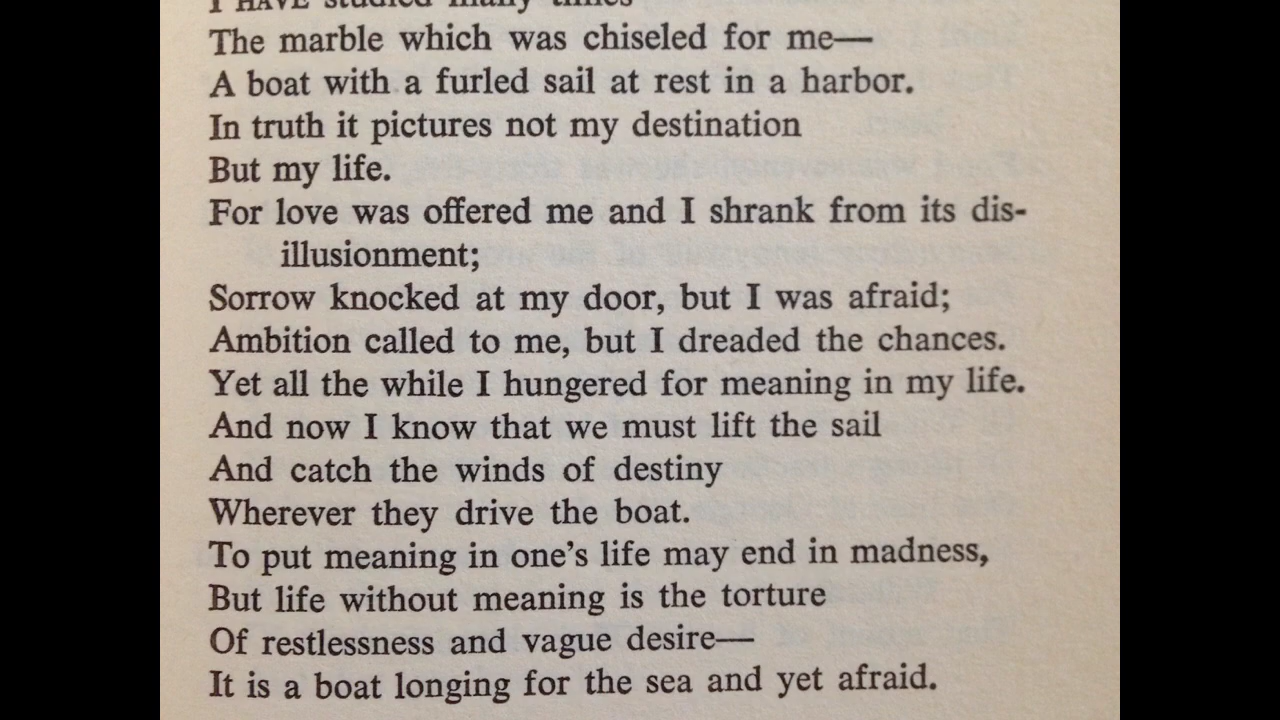 I HAVE studied many times
The marble which was chiseled for me—
A boat with a furled sail at rest in a harbor.
In truth it pictures not my destination
But my life.
For love was offered me and I shrank from its dis-
illusionment;
Sorrow knocked at my door, but I was afraid;
Ambition called to me, but I dreaded the chances.
Yet all the while I hungered for meaning in my life.
And now I know that we must lift the sail
And catch the winds of destiny
Wherever they drive the boat.
To put meaning in one's life may end in madness,
But life without meaning is the torture
Of restlessness and vague desire—
It is a boat longing for the sea and yet afraid.